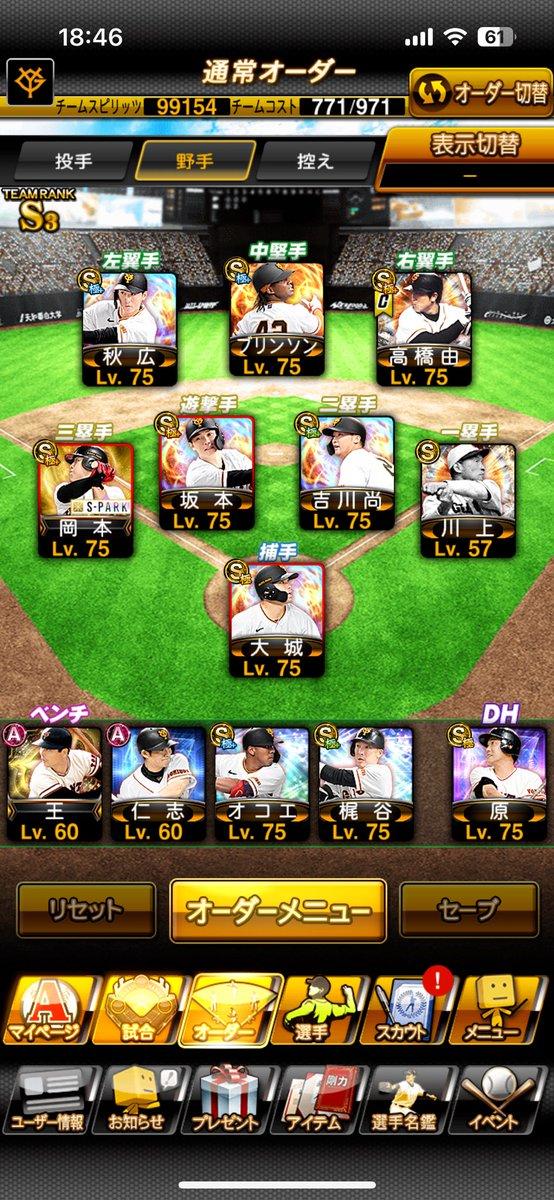 18:46
61
通常オーダー
オーダー切替
チームスピリッツ 99154 チームコスト 771/971
表示切替
投手 野手 控え
TEAM RANK
S3
左翼手 中堅手 右翼手
秋広 ブリンソン 高橋由
Lv. 75 Lv. 75 Lv. 75
三塁手 遊撃手 二塁手 一塁手
S-PARK
岡本 坂本 吉川尚 川上
Lv. 75 Lv. 75 Lv. 75 Lv. 57
捕手
大城
Lv. 75
ベンチ DH
A A
王 仁志 オコエ 梶谷 原
Lv. 60 Lv. 60 Lv. 75 Lv. 75 Lv. 75
リセット オーダーメニュー セーブ
マイページ 試合 オーダー 選手 スカウト メニュー
ユーザー情報 お知らせ プレゼント アイテム 選手名鑑 イベント